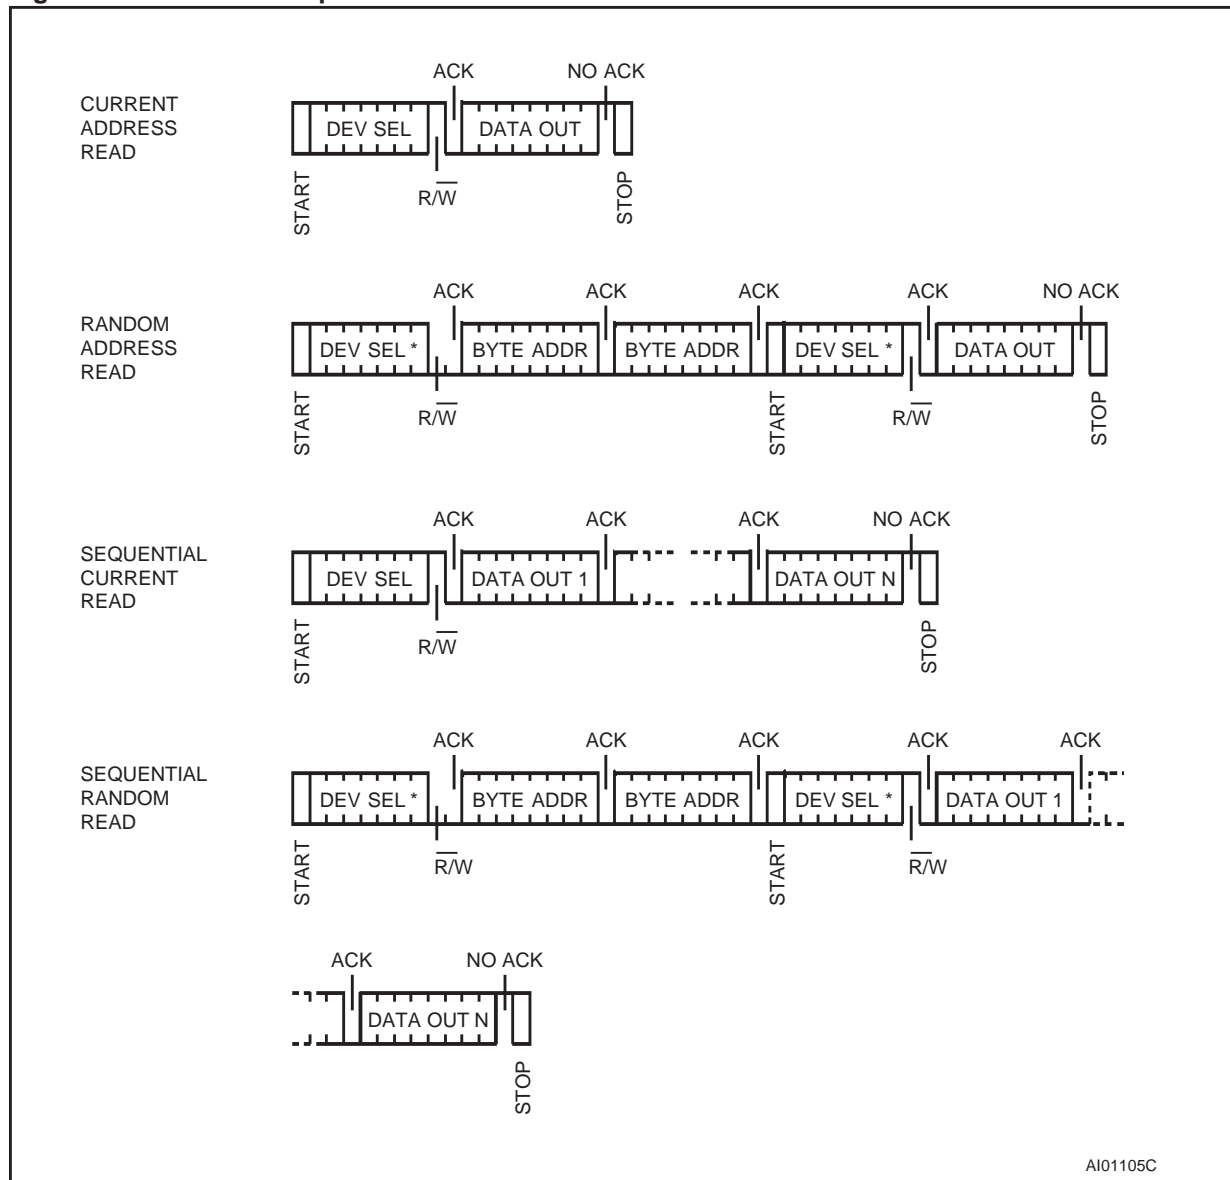 ACK NO ACK
CURRENT
ADDRESS
READ
DEV SEL DATA OUT
START R/W̅ STOP
ACK ACK ACK ACK NO ACK
RANDOM
ADDRESS
READ
DEV SEL * BYTE ADDR BYTE ADDR DEV SEL * DATA OUT
START R/W̅ START R/W̅ STOP
ACK ACK ACK NO ACK
SEQUENTIAL
CURRENT
READ
DEV SEL DATA OUT 1 DATA OUT N
START R/W̅ STOP
ACK ACK ACK ACK ACK
SEQUENTIAL
RANDOM
READ
DEV SEL * BYTE ADDR BYTE ADDR DEV SEL * DATA OUT 1
START R̅/W START R̅/W
ACK NO ACK
DATA OUT N
STOP
AI01105C